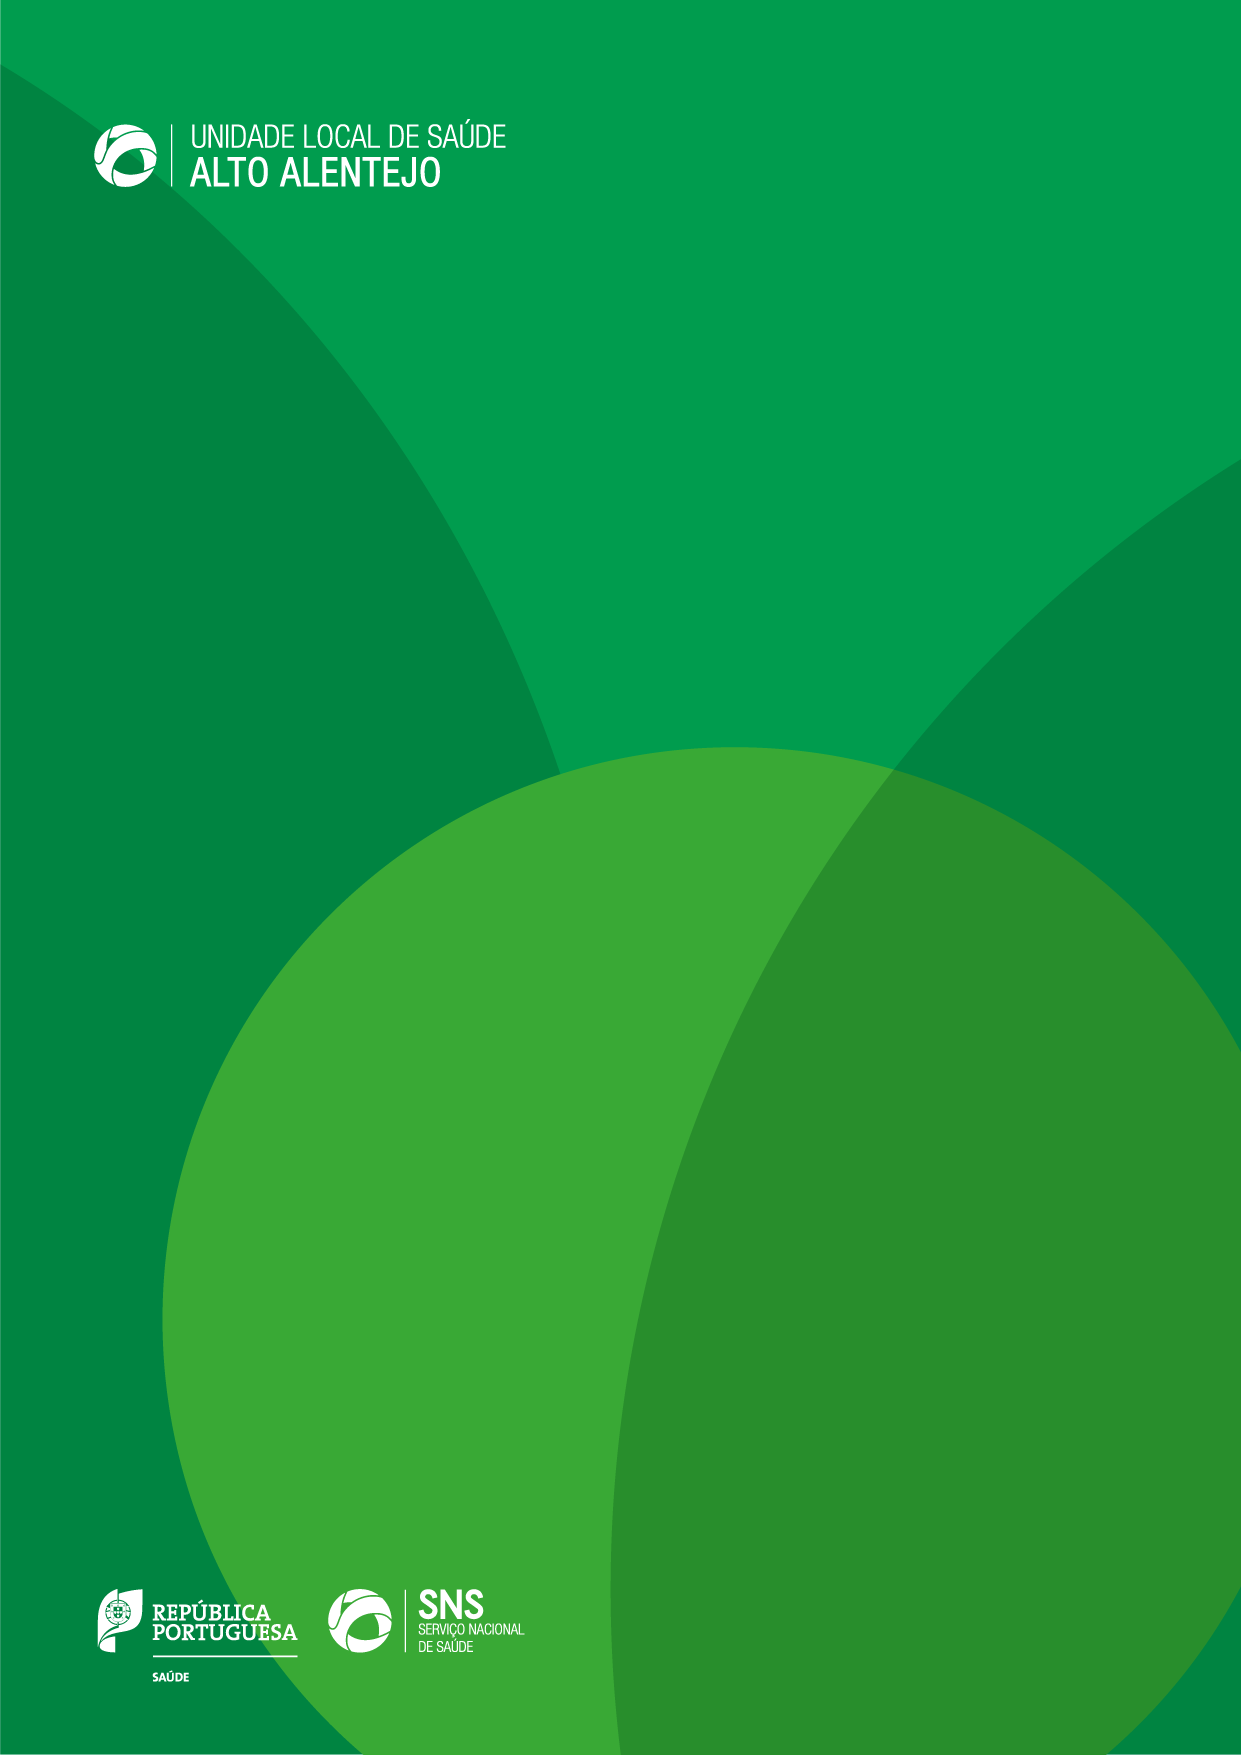 UNIDADE LOCAL DE SAÚDE
ALTO ALENTEJO
REPÚBLICA
PORTUGUESA
SAÚDE
SNS
SERVIÇO NACIONAL
DE SAÚDE